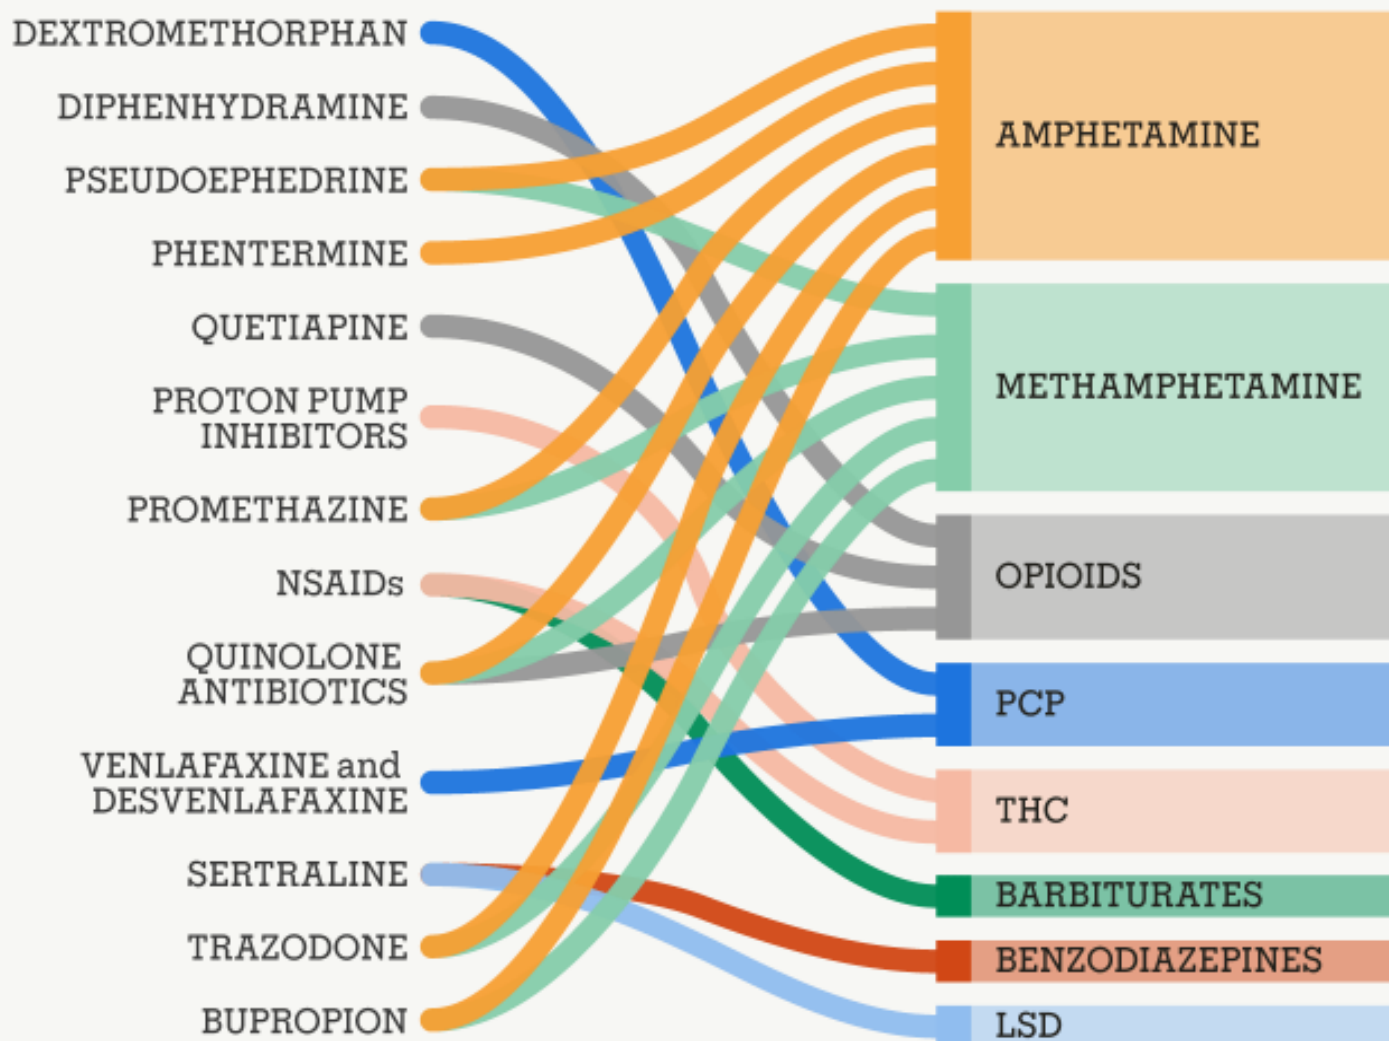 DEXTROMETHORPHAN
DIPHENHYDRAMINE
PSEUDOEPHEDRINE
PHENTERMINE
QUETIAPINE
PROTON PUMP
INHIBITORS
PROMETHAZINE
NSAIDs
QUINOLONE
ANTIBIOTICS
VENLAFAXINE and
DESVENLAFAXINE
SERTRALINE
TRAZODONE
BUPROPION
AMPHETAMINE
METHAMPHETAMINE
OPIOIDS
PCP
THC
BARBITURATES
BENZODIAZEPINES
LSD